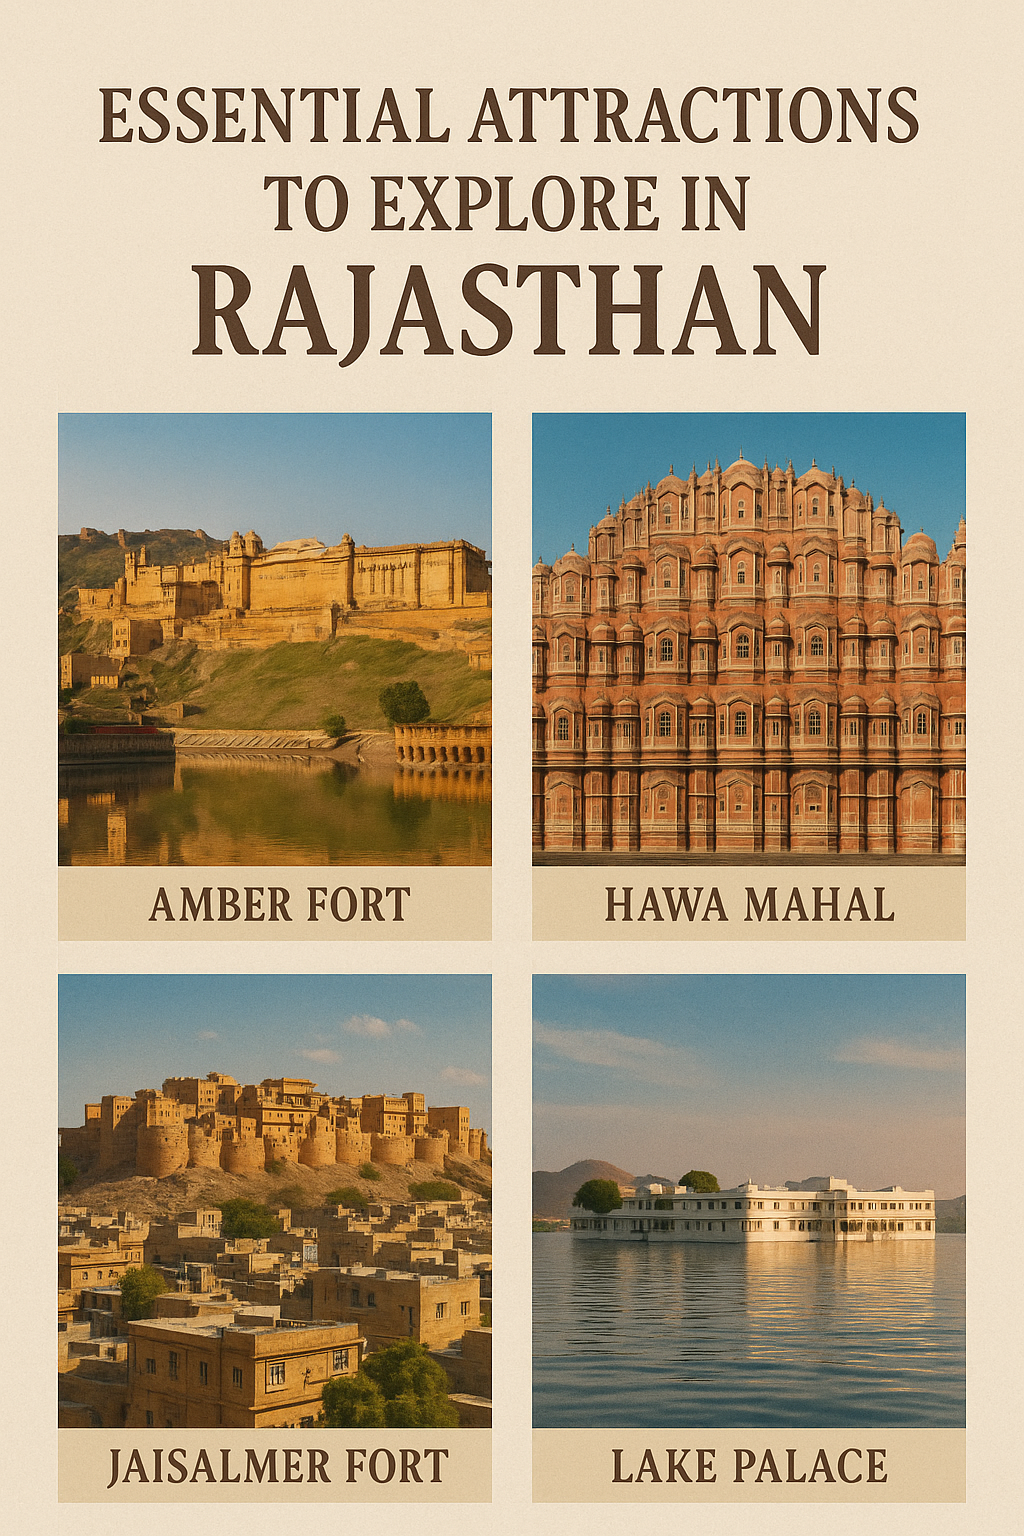 ESSENTIAL ATTRACTIONS
TO EXPLORE IN
RAJASTHAN
AMBER FORT
HAWA MAHAL
JAISALMER FORT
LAKE PALACE